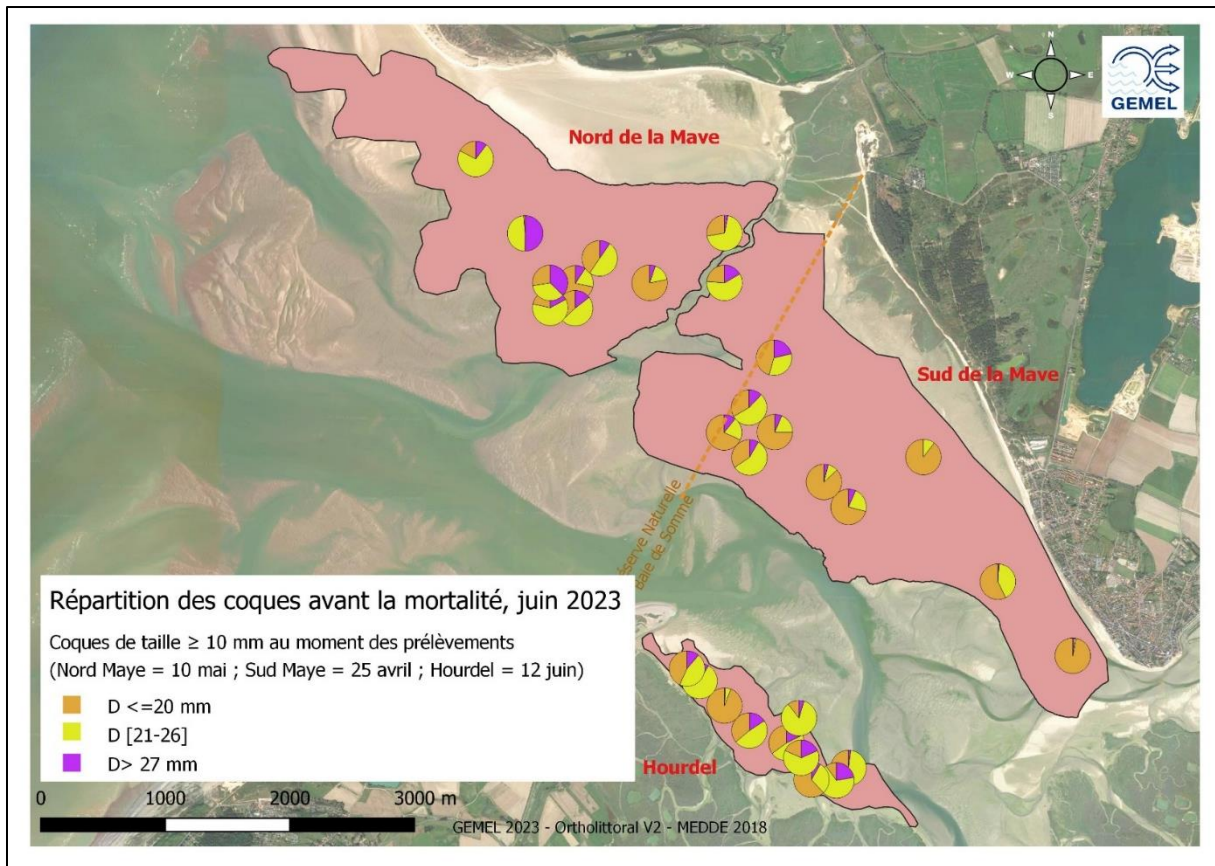 N
W
E
S
GEMEL
Nord de la Mave
Sud de la Mave
éserve Naturelle
Baie de Somme
Répartition des coques avant la mortalité, juin 2023
Coques de taille ≥ 10 mm au moment des prélèvements
(Nord Maye = 10 mai ; Sud Maye = 25 avril ; Hourdel = 12 juin)
D <=20 mm
D [21-26]
D> 27 mm
Hourdel
0 1000 2000 3000 m
GEMEL 2023 - Ortholittoral V2 - MEDDE 2018